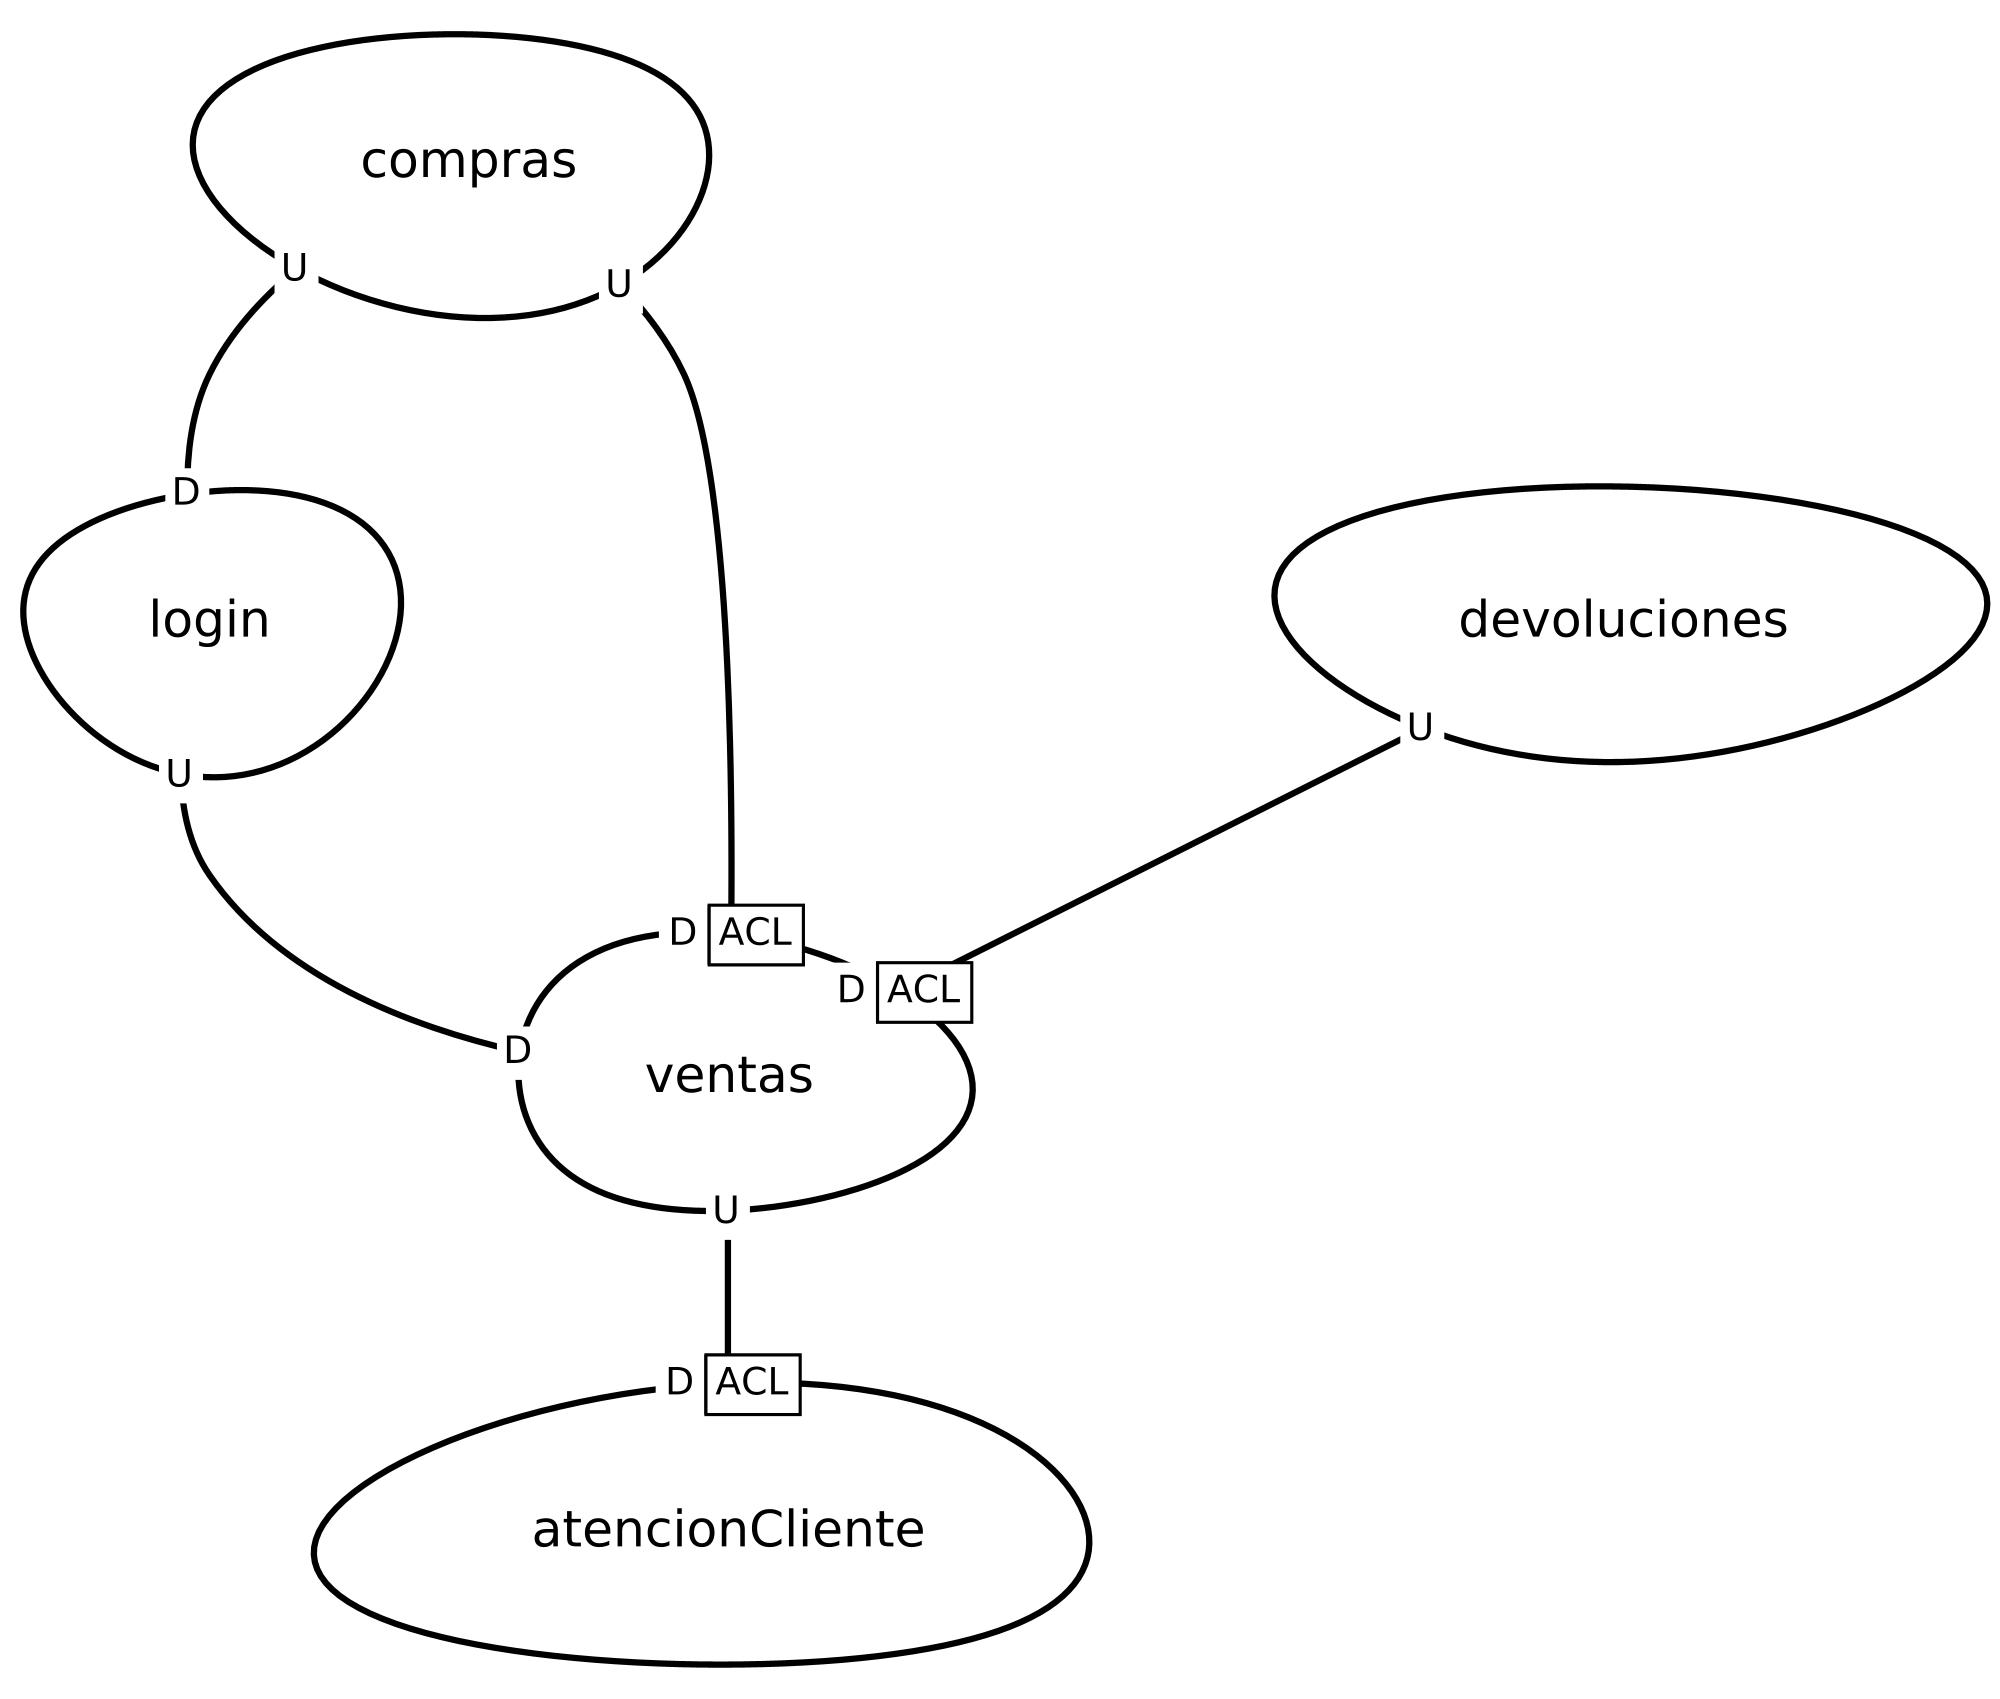 compras
U
U
D
login
devoluciones
U
U
D ACL
D ACL
D
ventas
U
D ACL
atencionCliente